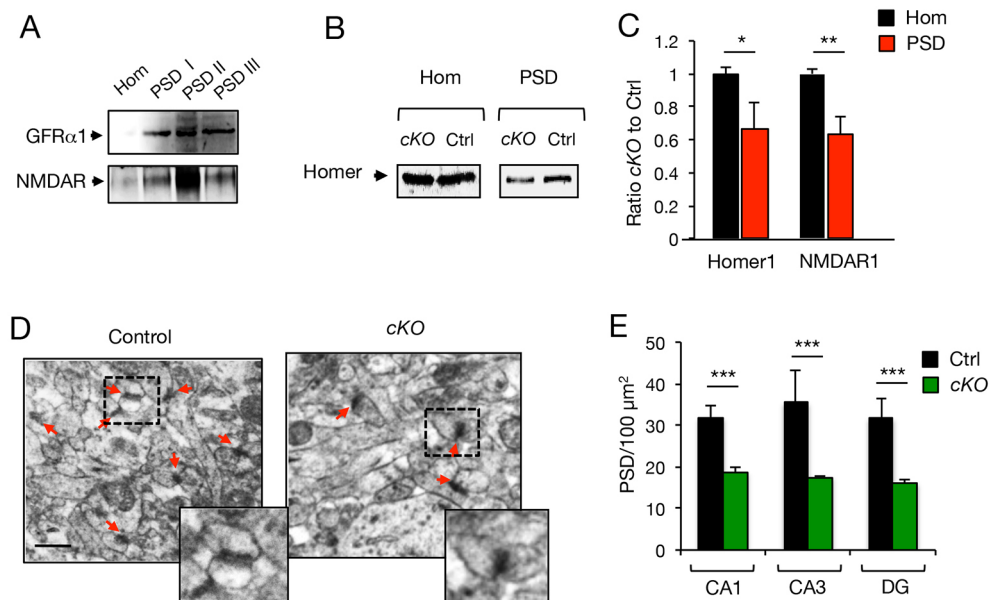 A
Hom
PSD I
PSD II
PSD III
GFRα1
NMDAR
B
Hom
PSD
cKO
Ctrl
cKO
Ctrl
Homer
C
Hom
PSD
Ratio cKO to Ctrl
1.2
1
0.8
0.6
0.4
0.2
0
*
**
Homer1
NMDAR1
D
Control
cKO
E
Ctrl
cKO
PSD/100 μm²
50
40
30
20
10
0
***
***
***
CA1
CA3
DG